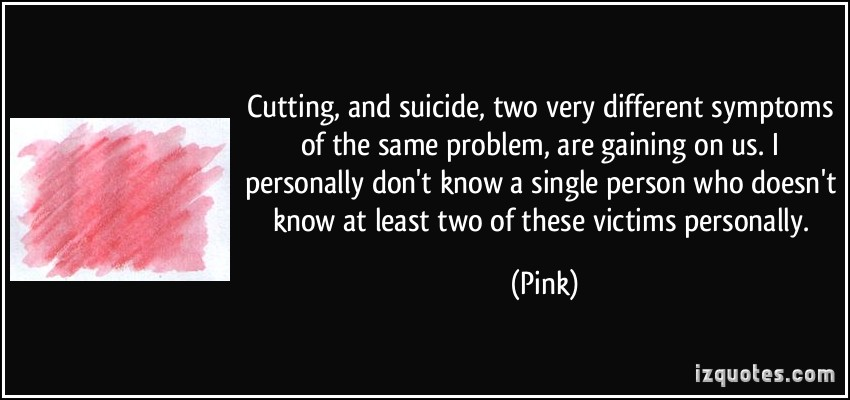 Cutting, and suicide, two very different symptoms
of the same problem, are gaining on us. I
personally don't know a single person who doesn't
know at least two of these victims personally.
(Pink)
izquotes.com